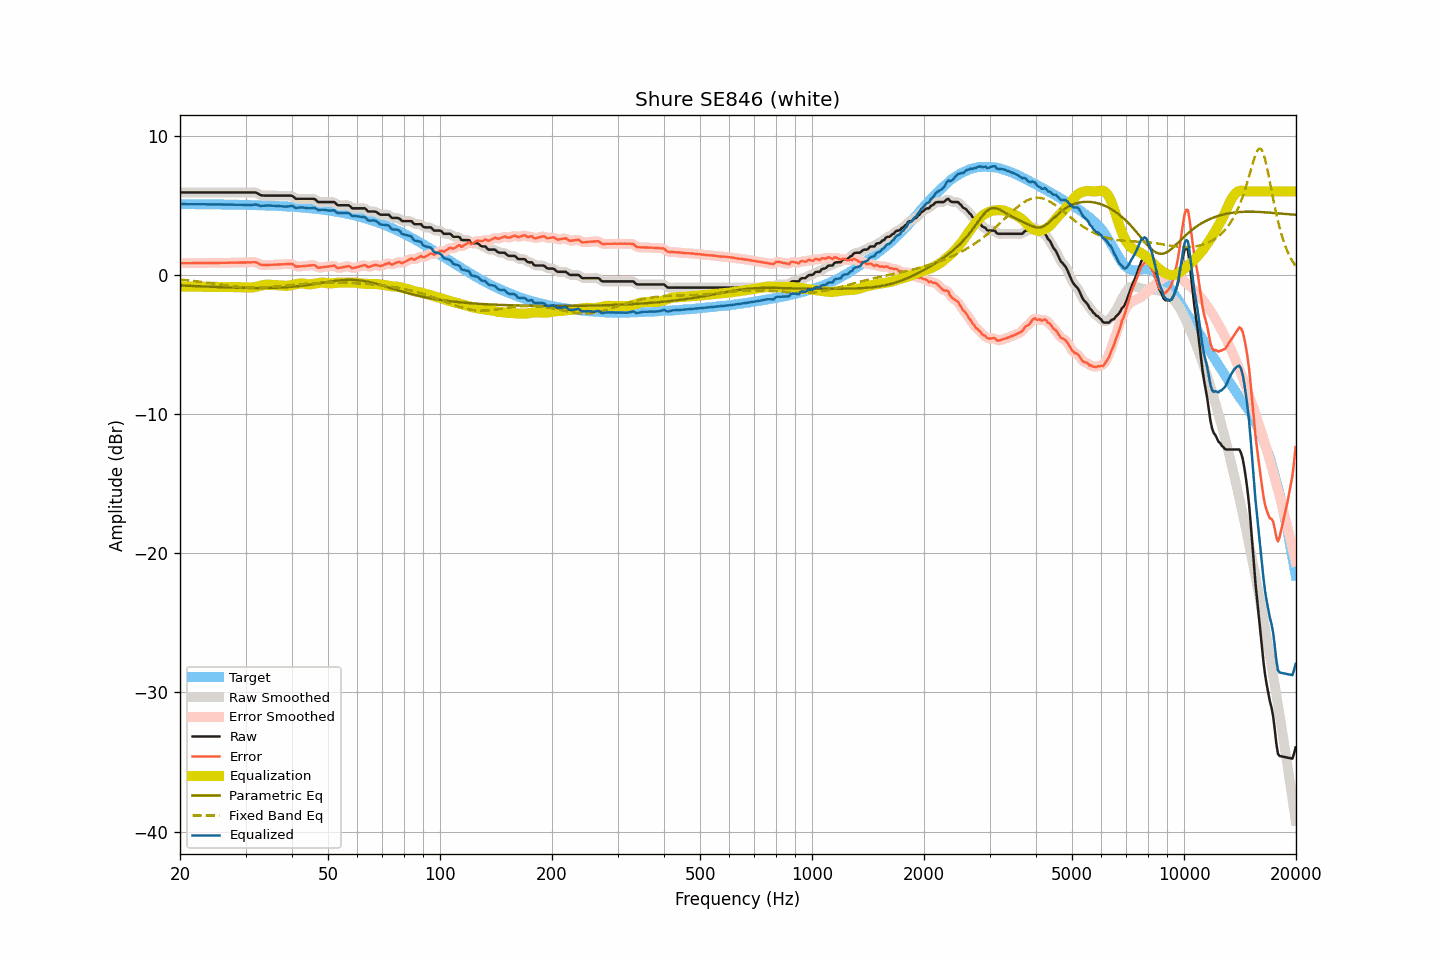 Shure SE846 (white)
10
0
−10
−20
−30
−40
Amplitude (dBr)
Target
Raw Smoothed
Error Smoothed
Raw
Error
Equalization
Parametric Eq
Fixed Band Eq
Equalized
20 50 100 200 500 1000 2000 5000 10000 20000
Frequency (Hz)